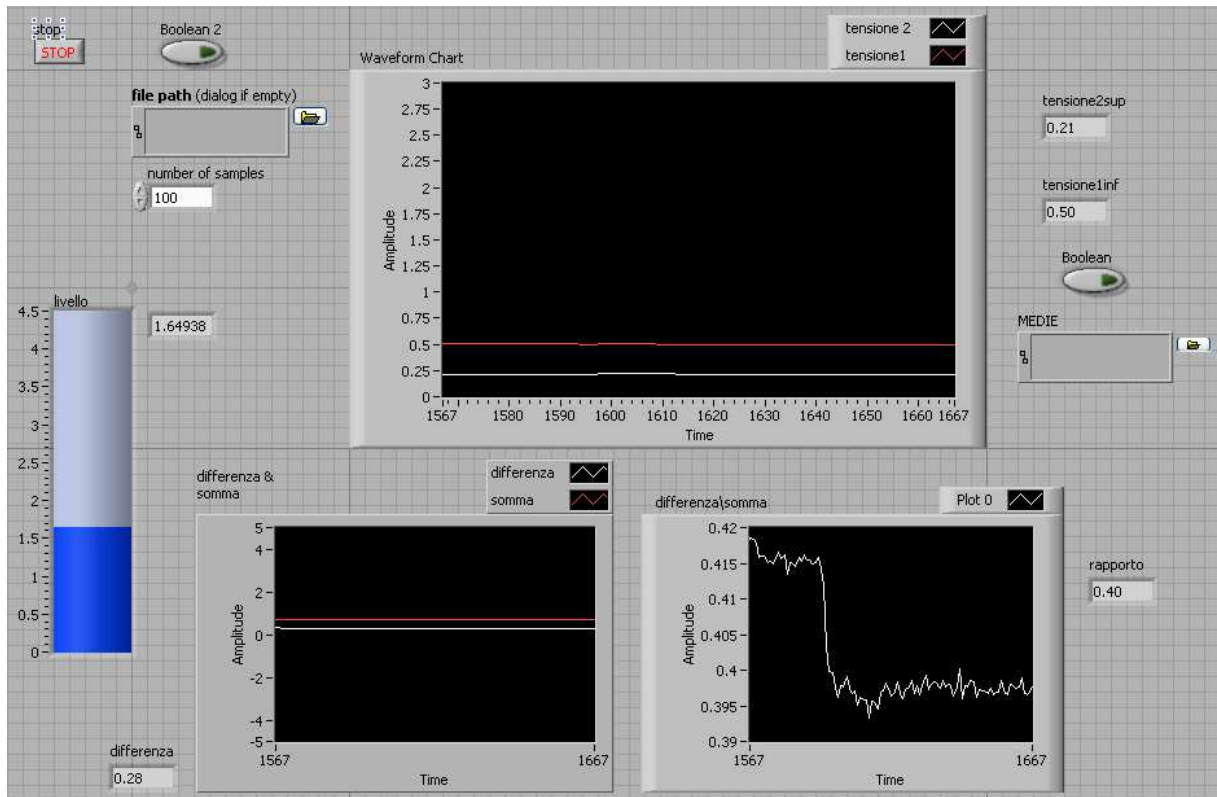 stop
STOP
Boolean 2
file path (dialog if empty)
number of samples
100
Waveform Chart
tensione 2
tensione1
3
2.75
2.5
2.25
2
1.75
1.5
1.25
1
0.75
0.5
0.25
0
Amplitude
1567
1580
1590
1600
1610
1620
1630
1640
1650
1660
1667
Time
tensione2sup
0.21
tensione1inf
0.50
Boolean
MEDIE
livello
1.64938
4.5
4
3.5
3
2.5
2
1.5
1
0.5
0
differenza &
somma
differenza
somma
5
4
2
0
-2
-4
-5
Amplitude
1567
1667
Time
differenza
0.28
differenza\somma
Plot 0
0.42
0.415
0.41
0.405
0.4
0.395
0.39
Amplitude
1567
1667
Time
rapporto
0.40